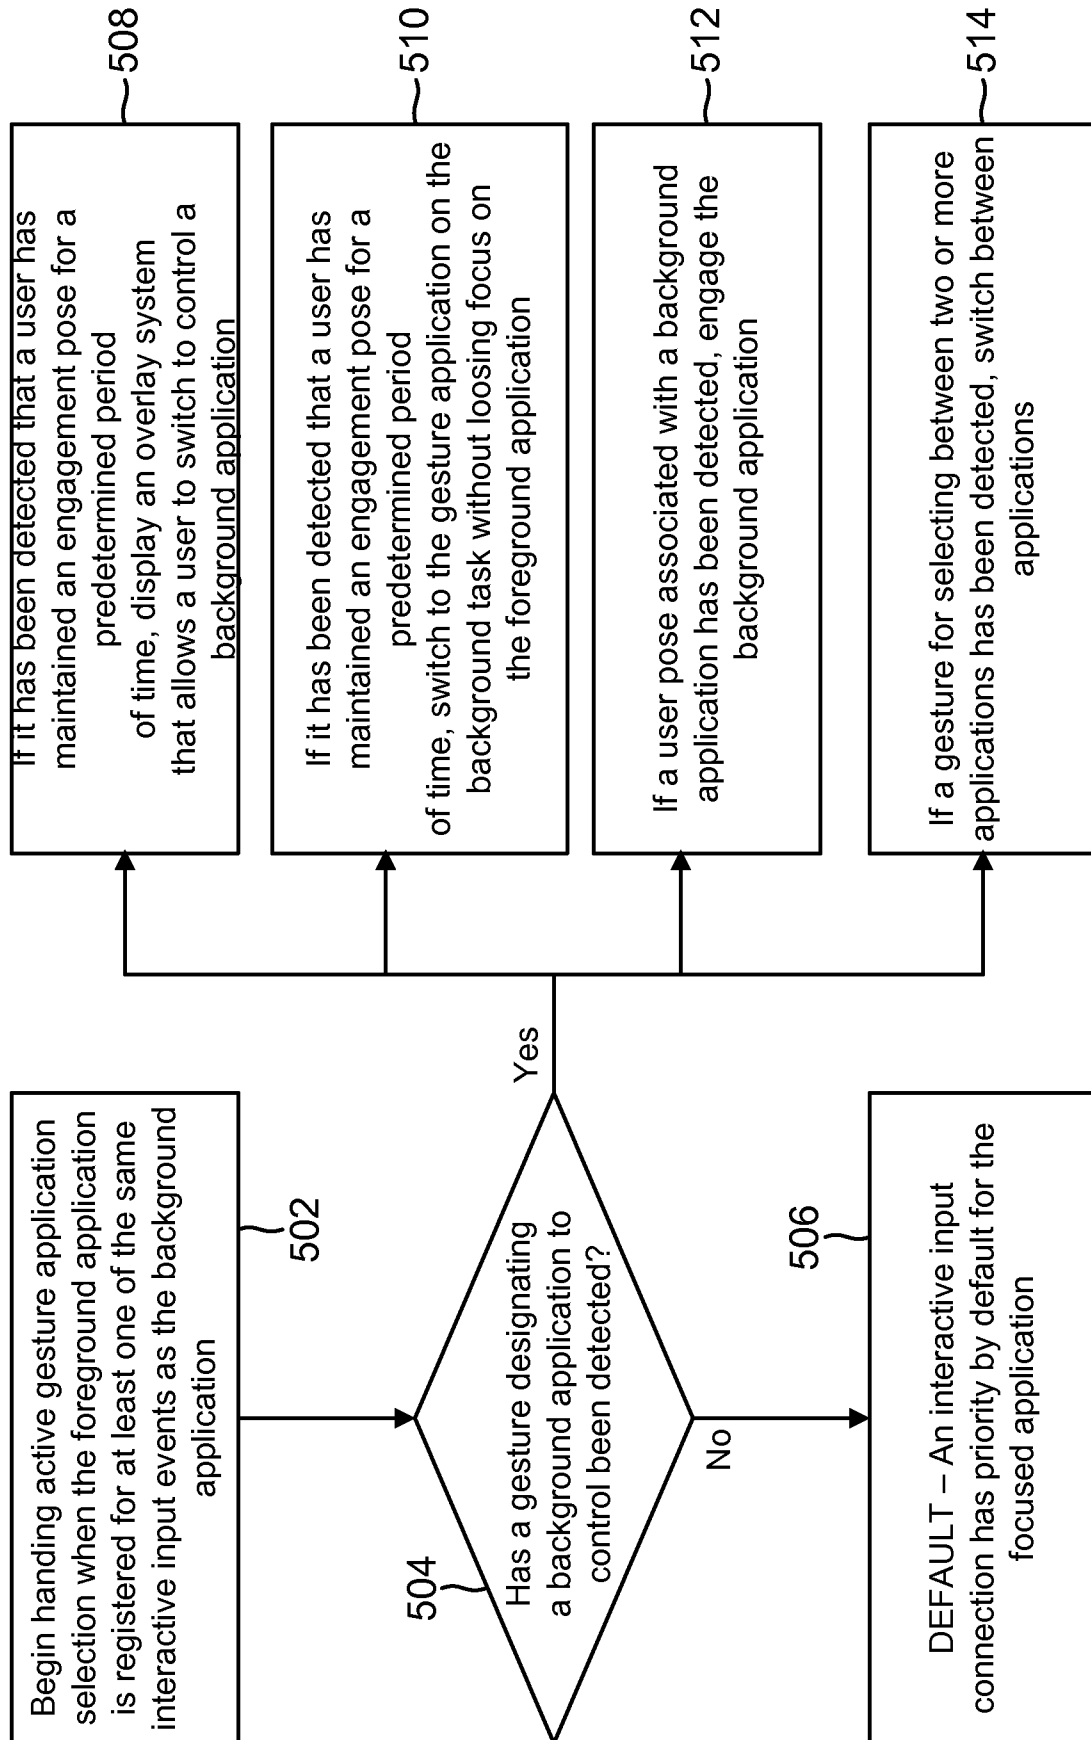 Begin handing active gesture application
selection when the foreground application
is registered for at least one of the same
interactive input events as the background
application
502
504
Has a gesture designating
a background application to
control been detected?
Yes
No
506
DEFAULT – An interactive input
connection has priority by default for the
focused application
If it has been detected that a user has
maintained an engagement pose for a
predetermined period
of time, display an overlay system
that allows a user to switch to control a
background application
508
If it has been detected that a user has
maintained an engagement pose for a
predetermined period
of time, switch to the gesture application on the
background task without loosing focus on
the foreground application
510
If a user pose associated with a background
application has been detected, engage the
background application
512
If a gesture for selecting between two or more
applications has been detected, switch between
applications
514